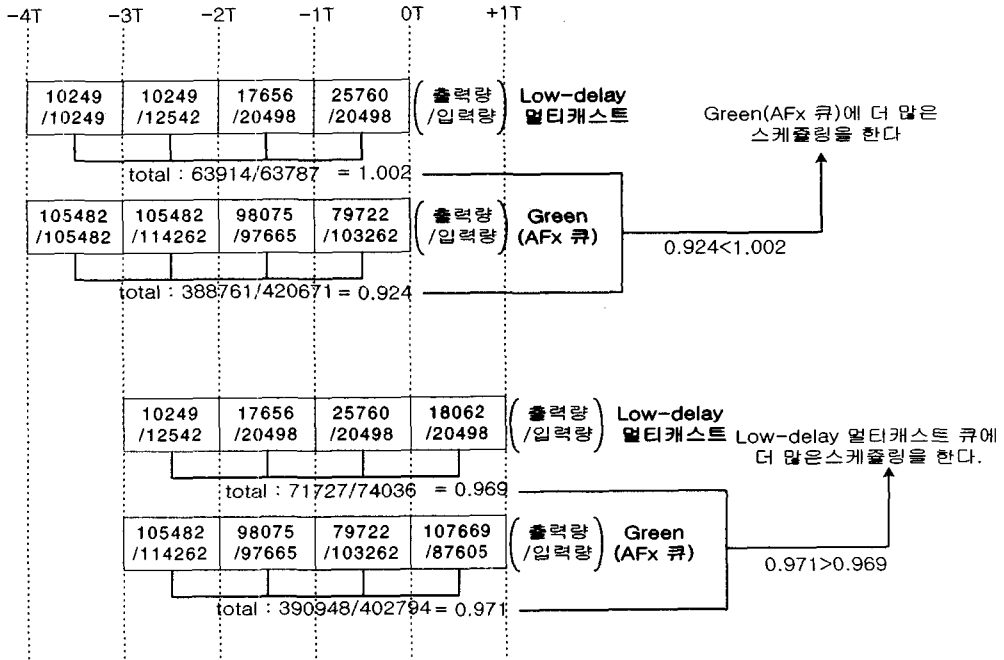 -4T -3T -2T -1T 0T +1T
10249 10249 17656 25760 (출력량 Low-delay
/10249 /12542 /20498 /20498 /입력량) 멀티캐스트
total : 63914/63787 = 1.002
105482 105482 98075 79722 (출력량 Green
/105482 /114262 /97665 /103262 /입력량) (AFx 큐)
total : 388761/420671 = 0.924
Green(AFx 큐)에 더 많은
스케쥴링을 한다
0.924<1.002
10249 17656 25760 18062 (출력량 Low-delay
/12542 /20498 /20498 /20498 /입력량) 멀티캐스트
total : 71727/74036 = 0.969
105482 98075 79722 107669 (출력량 Green
/114262 /97665 /103262 /87605 /입력량) (AFx 큐)
total : 390948/402794 = 0.971
Low-delay 멀티캐스트 큐에
더 많은스케쥴링을 한다.
0.971>0.969